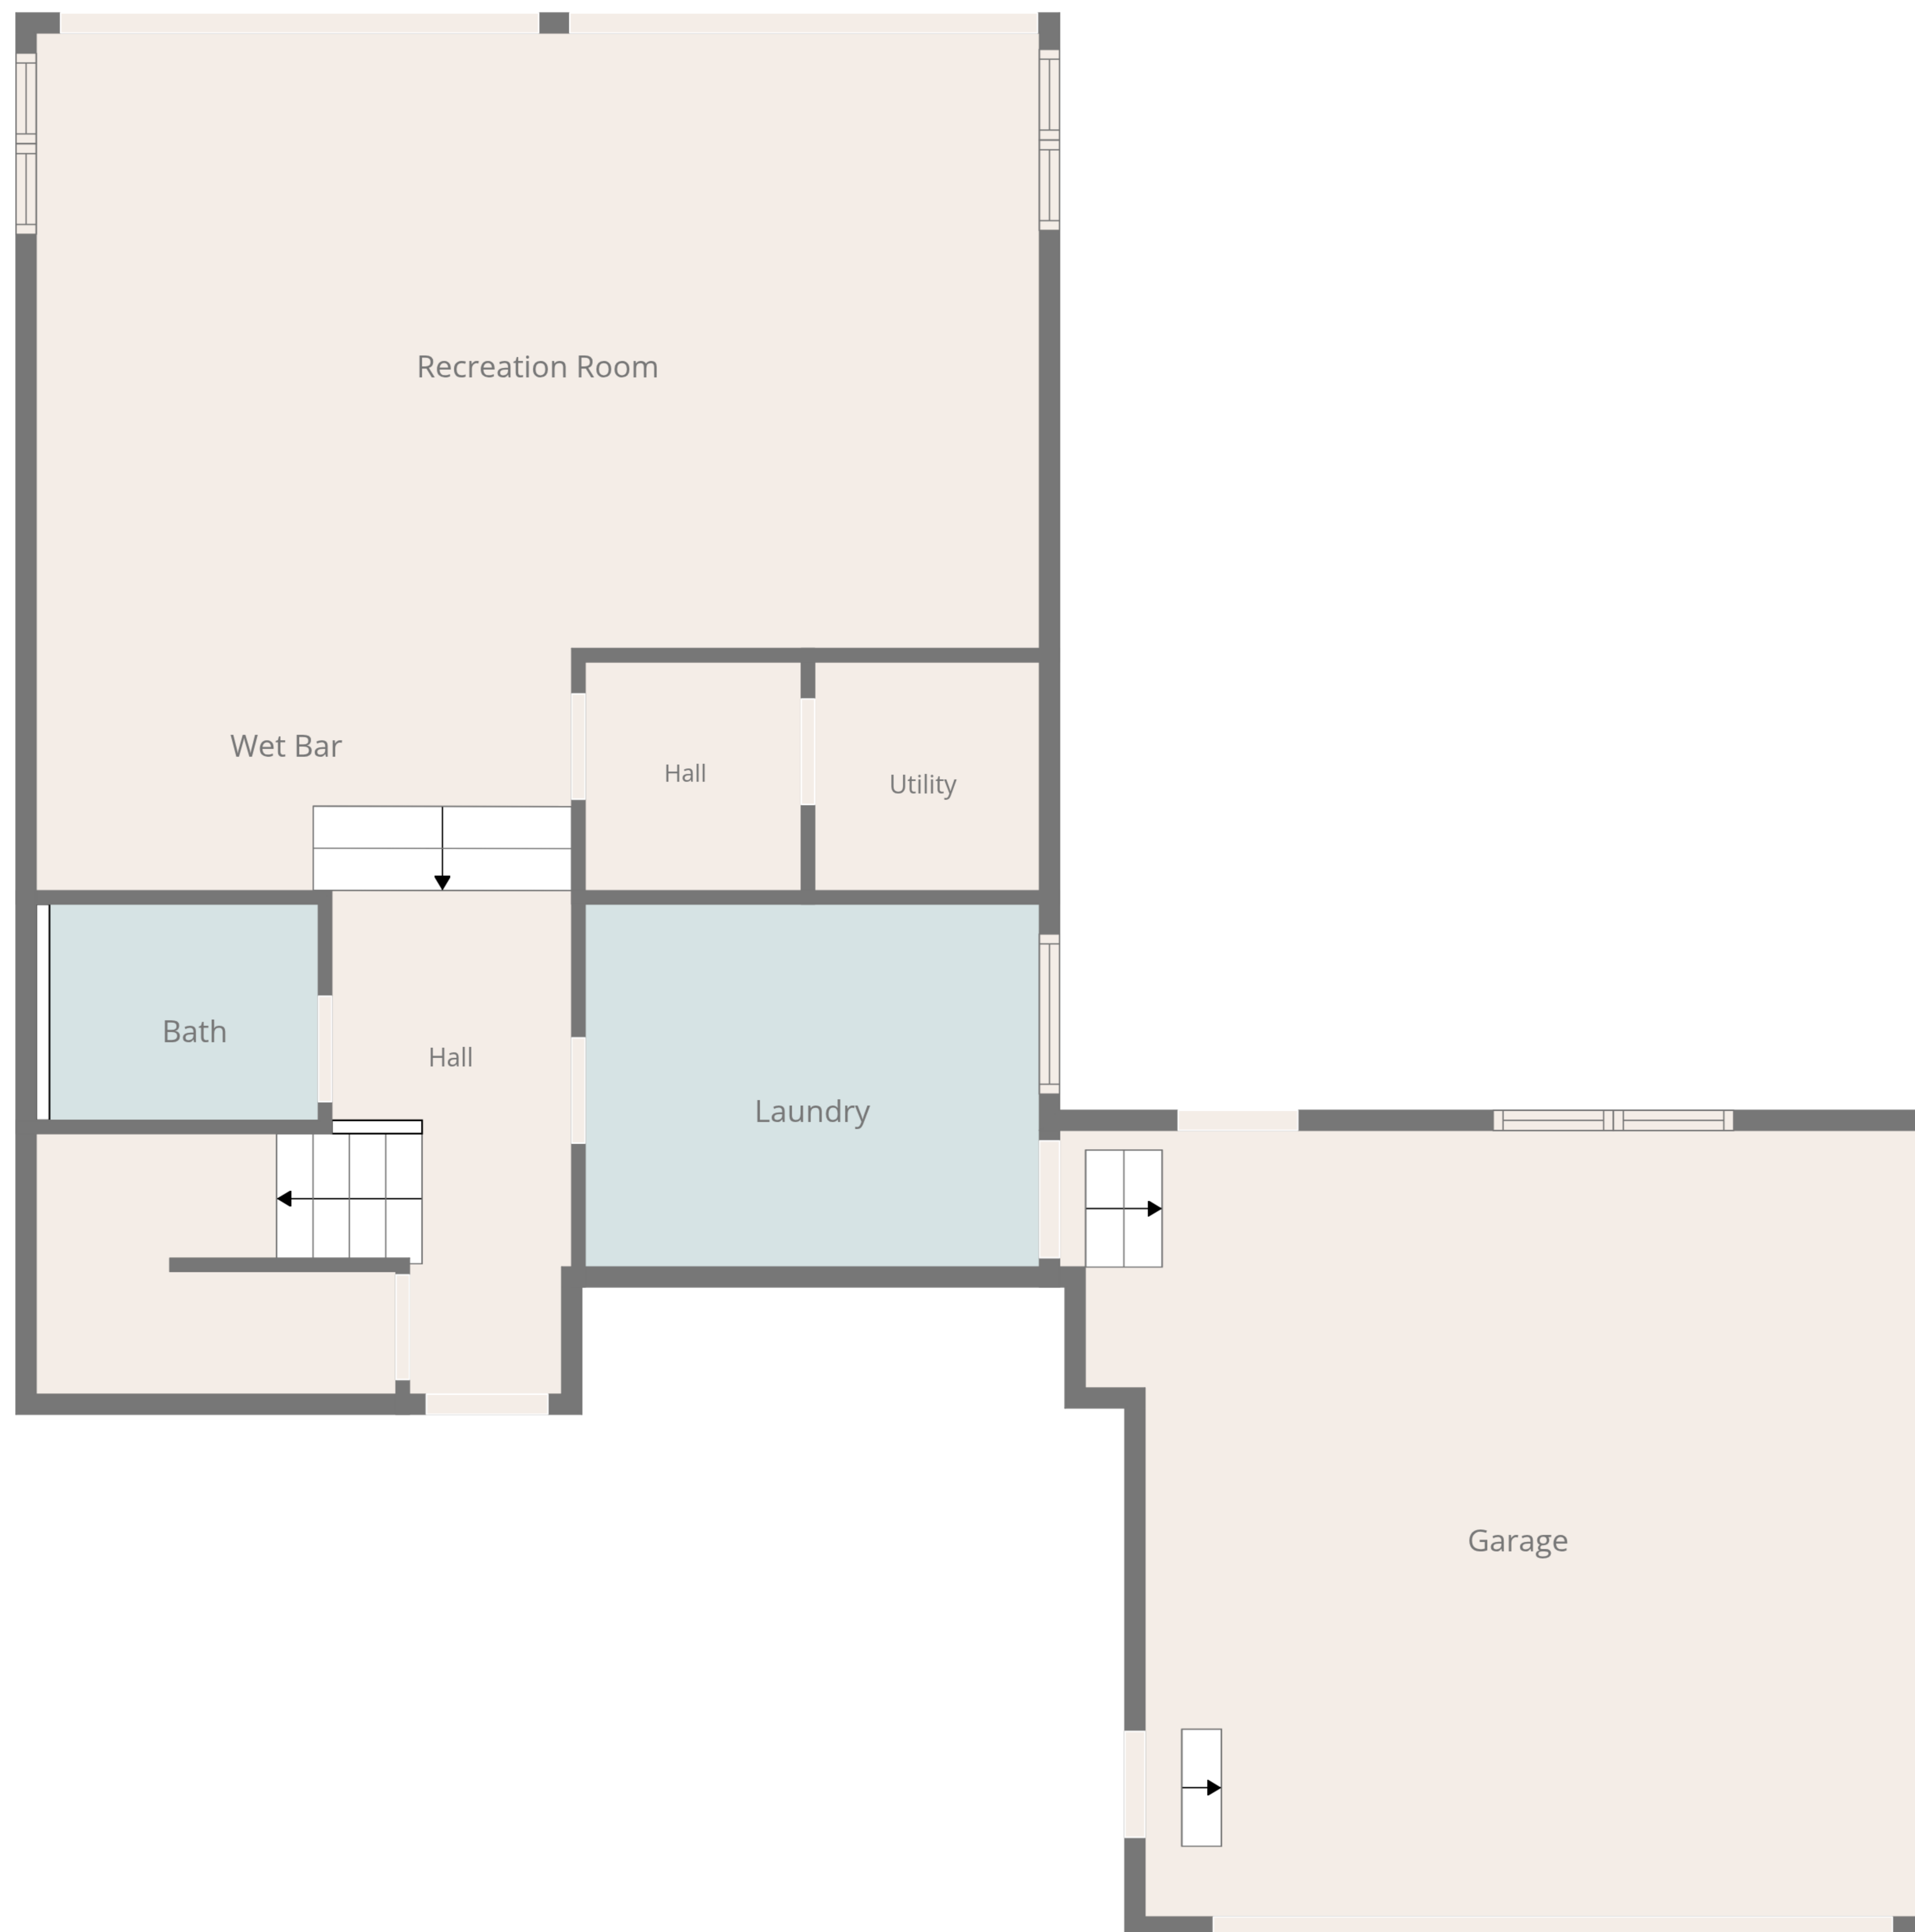 Recreation Room
Wet Bar
Hall
Utility
Bath
Hall
Laundry
Garage